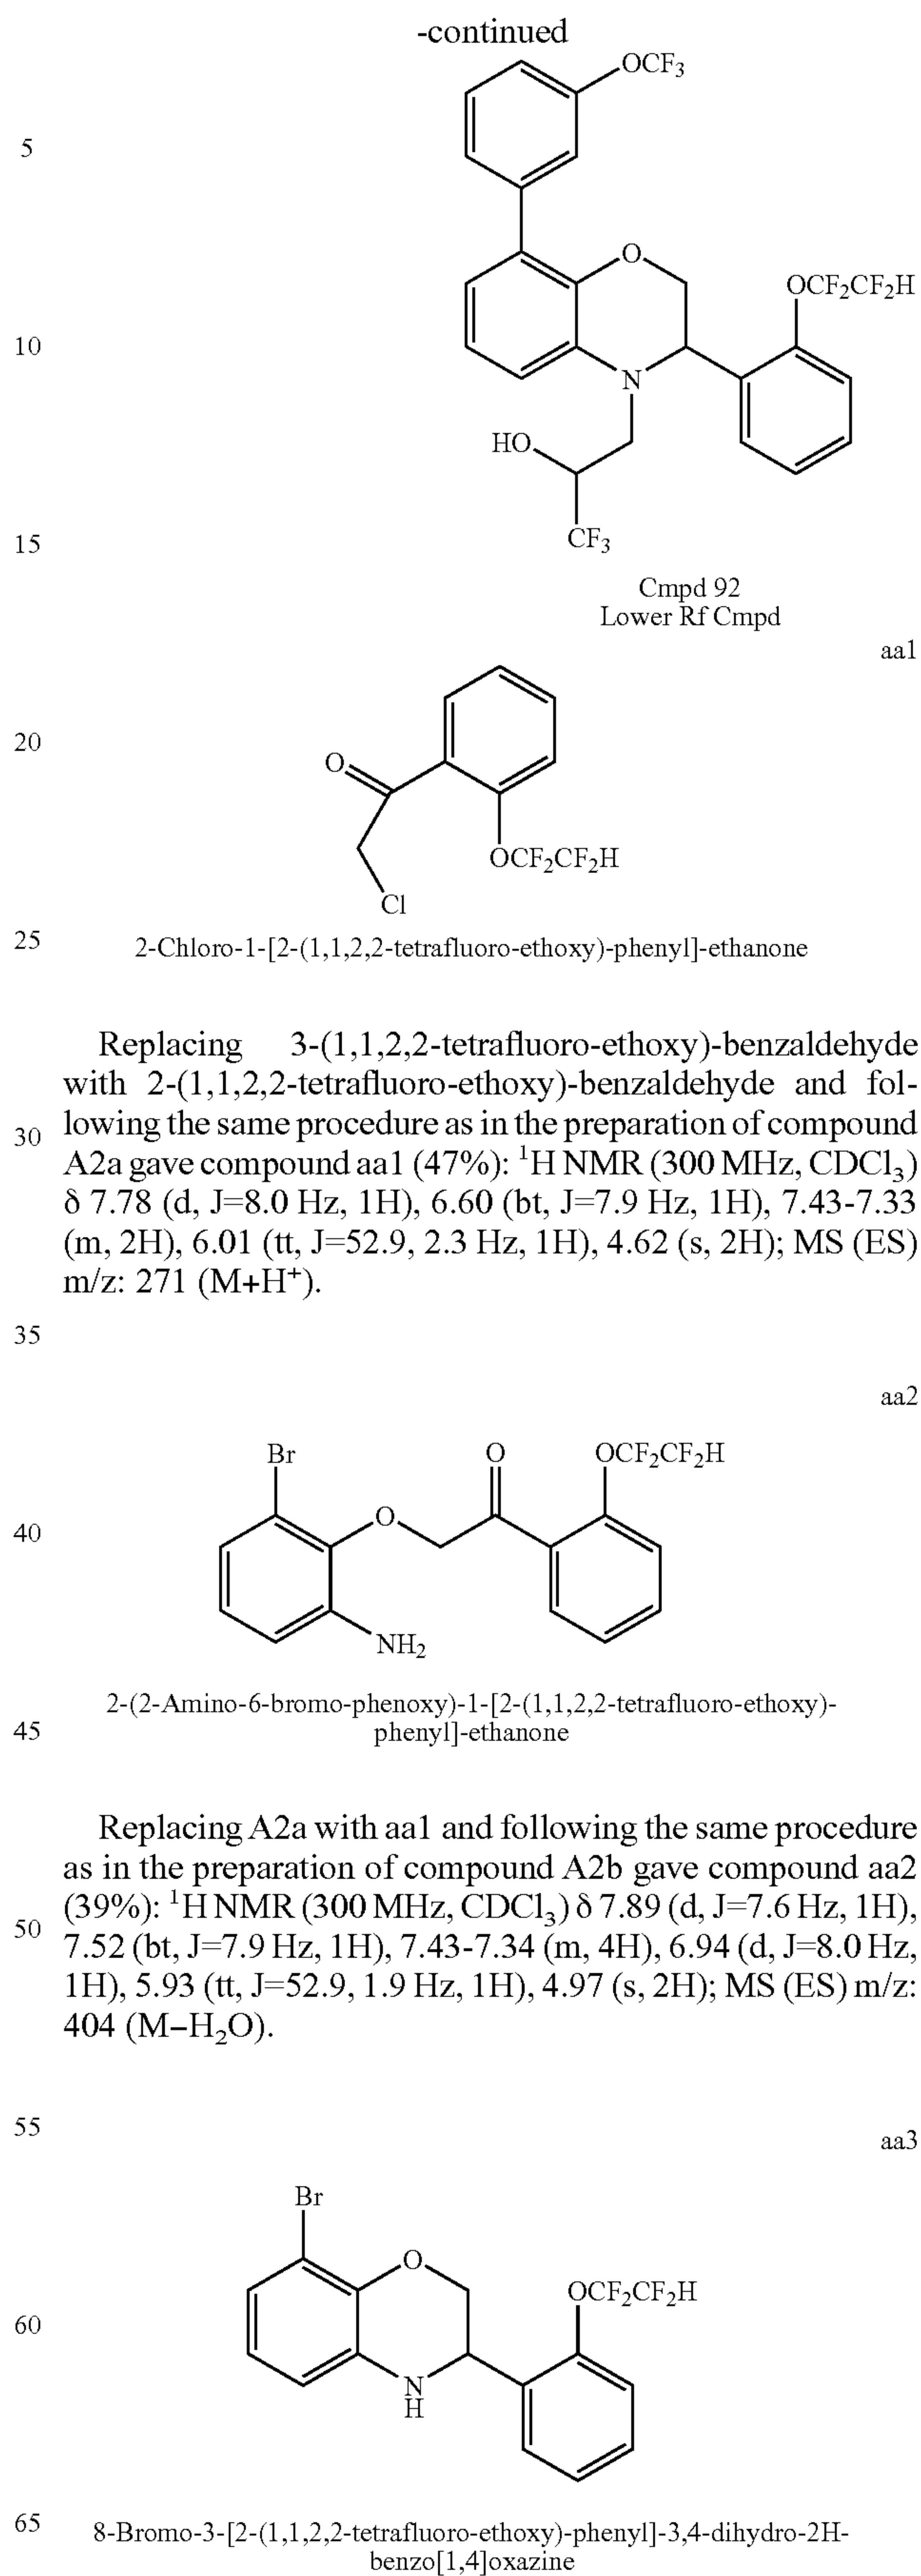 -continued
OCF3
5
O
OCF2CF2H
10
N
HO
15
CF3
Cmpd 92
Lower Rf Cmpd
aa1
20
O
OCF2CF2H
Cl
25
2-Chloro-1-[2-(1,1,2,2-tetrafluoro-ethoxy)-phenyl]-ethanone
Replacing 3-(1,1,2,2-tetrafluoro-ethoxy)-benzaldehyde
with 2-(1,1,2,2-tetrafluoro-ethoxy)-benzaldehyde and fol-
30 lowing the same procedure as in the preparation of compound
A2a gave compound aa1 (47%): ¹H NMR (300 MHz, CDCl₃)
δ 7.78 (d, J=8.0 Hz, 1H), 6.60 (bt, J=7.9 Hz, 1H), 7.43-7.33
(m, 2H), 6.01 (tt, J=52.9, 2.3 Hz, 1H), 4.62 (s, 2H); MS (ES)
m/z: 271 (M+H⁺).
35
aa2
Br
O
OCF2CF2H
O
40
NH2
2-(2-Amino-6-bromo-phenoxy)-1-[2-(1,1,2,2-tetrafluoro-ethoxy)-
45
phenyl]-ethanone
Replacing A2a with aa1 and following the same procedure
as in the preparation of compound A2b gave compound aa2
(39%): ¹H NMR (300 MHz, CDCl₃) δ 7.89 (d, J=7.6 Hz, 1H),
50
7.52 (bt, J=7.9 Hz, 1H), 7.43-7.34 (m, 4H), 6.94 (d, J=8.0 Hz,
1H), 5.93 (tt, J=52.9, 1.9 Hz, 1H), 4.97 (s, 2H); MS (ES) m/z:
404 (M−H₂O).
55
aa3
Br
O
OCF2CF2H
60
N
H
65
8-Bromo-3-[2-(1,1,2,2-tetrafluoro-ethoxy)-phenyl]-3,4-dihydro-2H-
benzo[1,4]oxazine